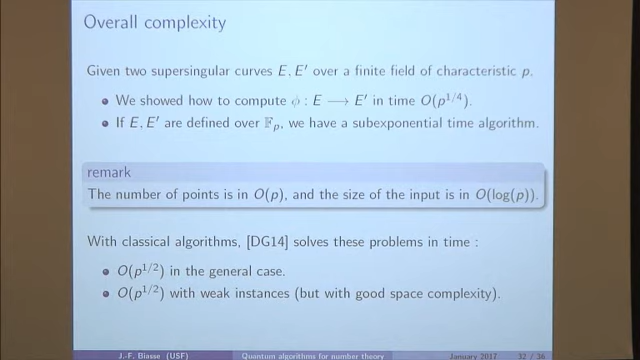 Overall complexity
Given two supersingular curves E, E′ over a finite field of characteristic p.
• We showed how to compute ϕ : E ⟶ E′ in time O(p^{1/4}).
• If E, E′ are defined over 𝔽_p, we have a subexponential time algorithm.
remark
The number of points is in O(p), and the size of the input is in O(log(p)).
With classical algorithms, [DG14] solves these problems in time :
• O(p^{1/2}) in the general case.
• O(p^{1/2}) with weak instances (but with good space complexity).
J.-F. Biasse (USF) Quantum algorithms for number theory January 2017 32 / 36